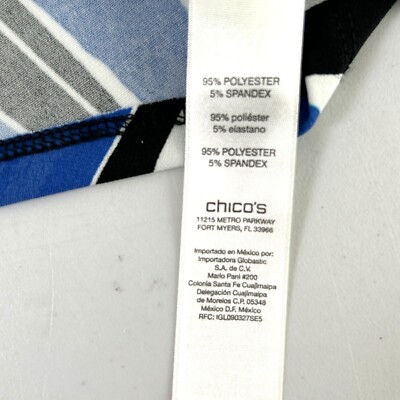 95% POLYESTER
5% SPANDEX
95% poliéster
5% elastano
95% POLYESTER
5% SPANDEX
chico's
11215 METRO PARKWAY
FORT MYERS, FL 33966
Importado en México por:
Importadora Globastic
S.A. de C.V.
Mario Pani #200
Colonia Santa Fe Cuajimalpa
Delegación Cuajimalpa
de Morelos C.P. 05348
México D.F. México
RFC: IGL090327SE5